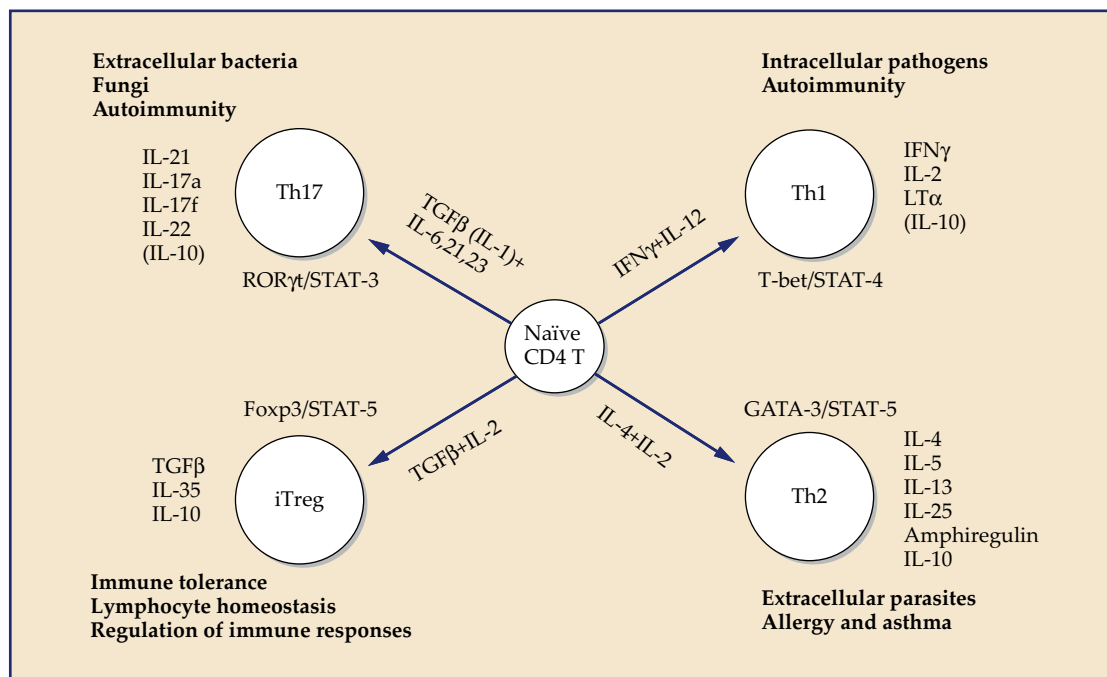 Extracellular bacteria
Fungi
Autoimmunity
IL-21
IL-17a
IL-17f
IL-22
(IL-10)
Th17
RORγt/STAT-3
TGFβ (IL-1)+
IL-6,21,23
Intracellular pathogens
Autoimmunity
Th1
IFNγ
IL-2
LTα
(IL-10)
T-bet/STAT-4
IFNγ+IL-12
Naïve
CD4 T
Foxp3/STAT-5
TGFβ
IL-35
IL-10
iTreg
TGFβ+IL-2
Immune tolerance
Lymphocyte homeostasis
Regulation of immune responses
IL-4+IL-2
GATA-3/STAT-5
Th2
IL-4
IL-5
IL-13
IL-25
Amphiregulin
IL-10
Extracellular parasites
Allergy and asthma